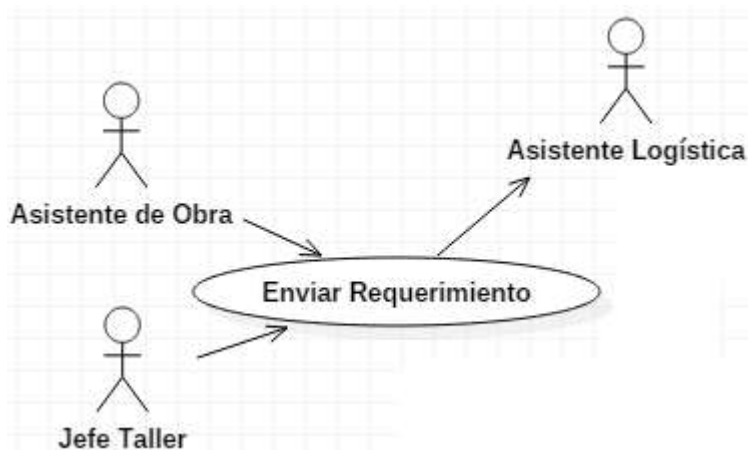 Asistente Logística
Asistente de Obra
Enviar Requerimiento
Jefe Taller